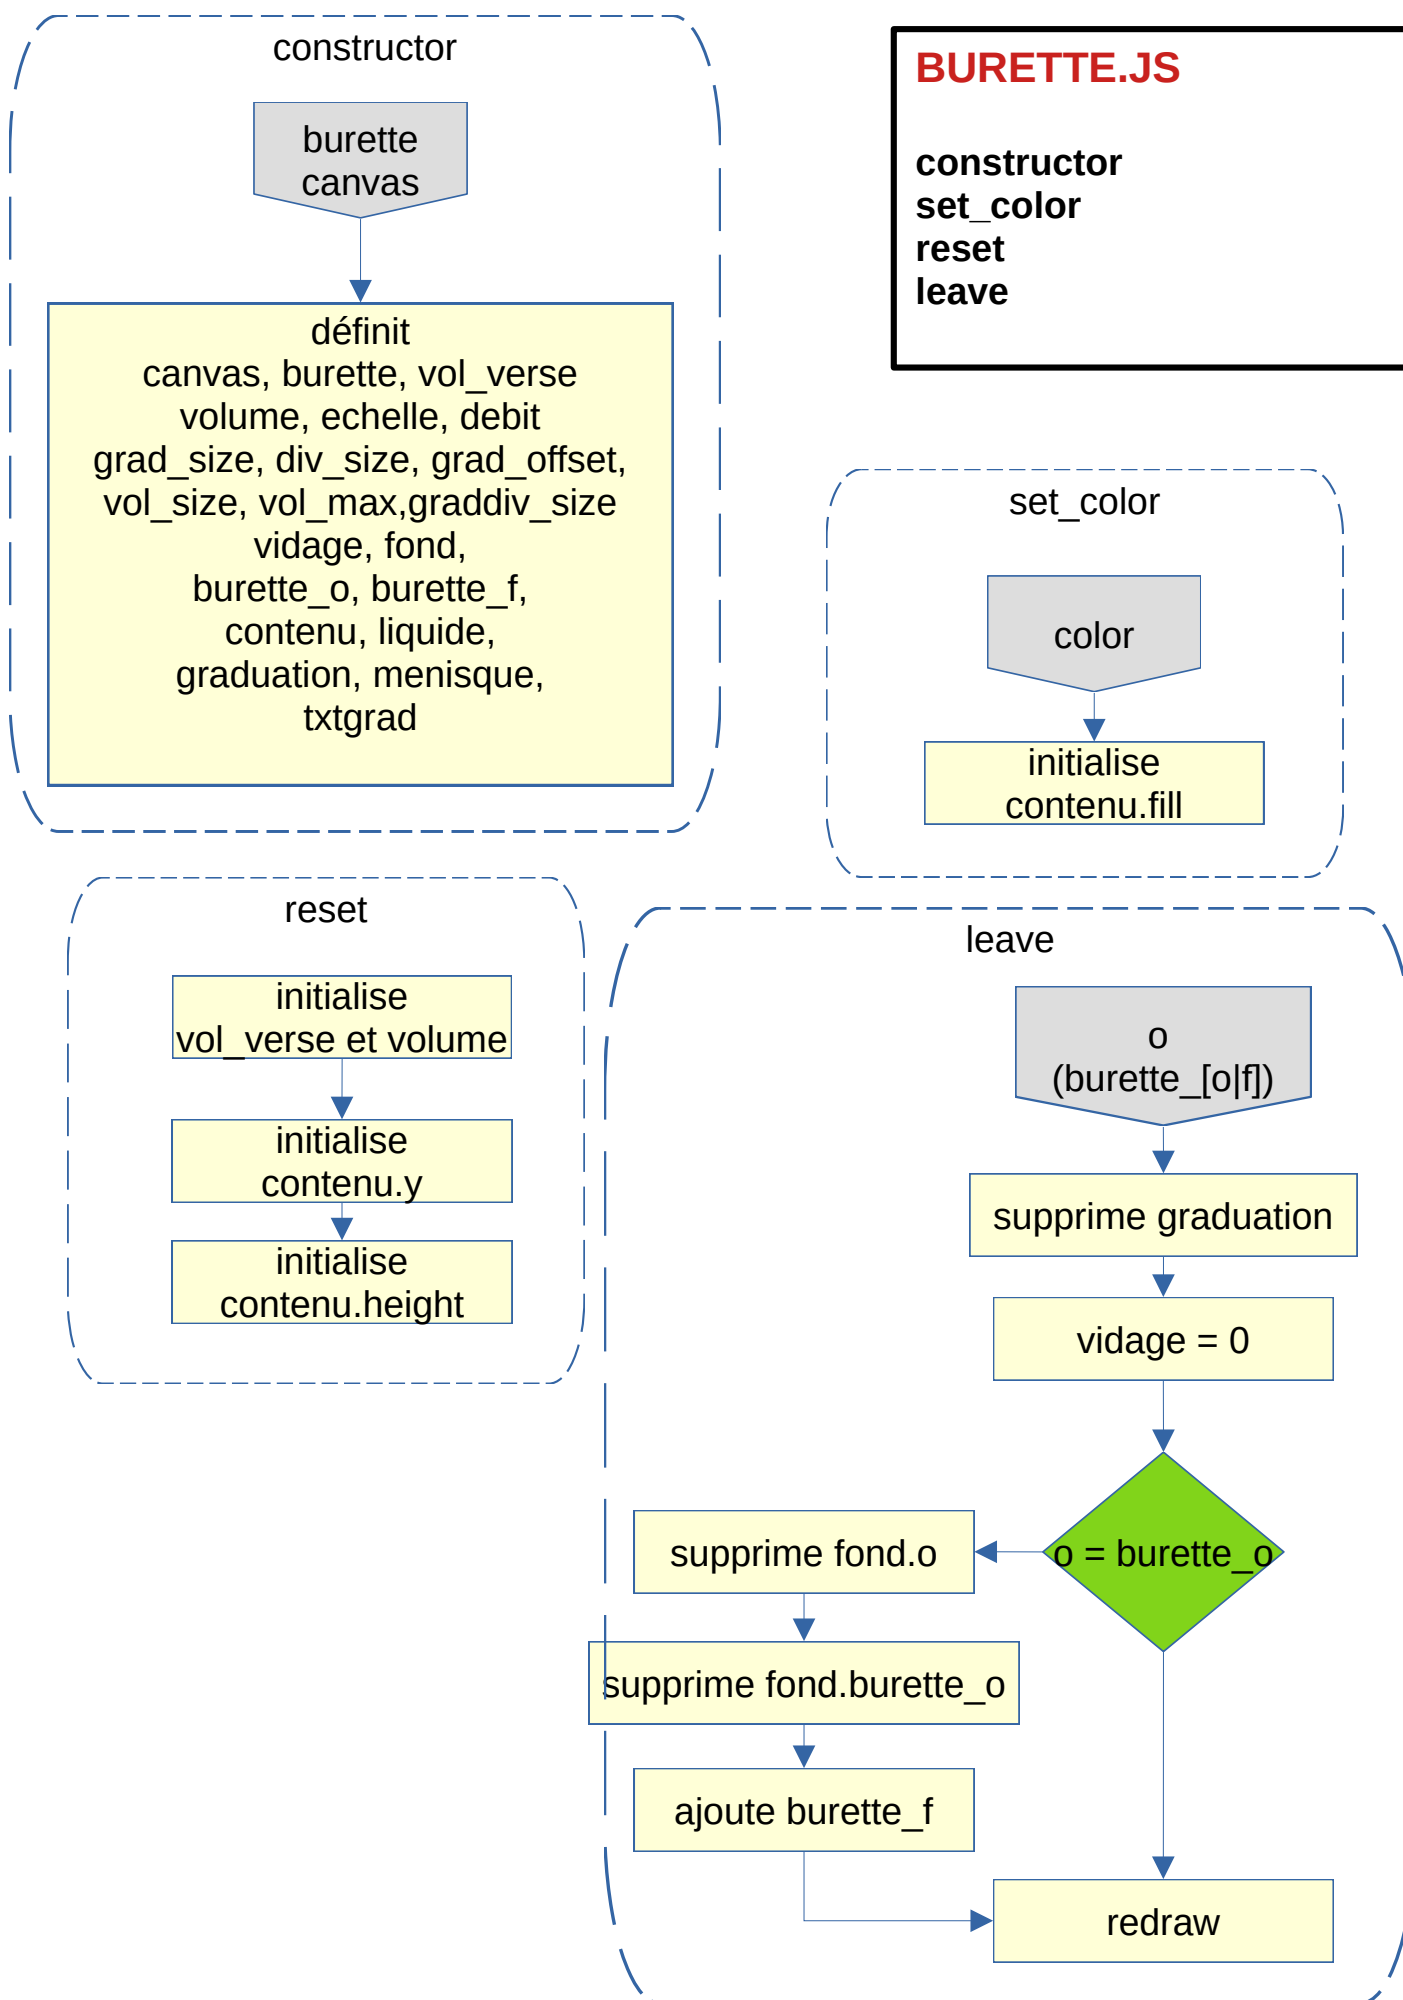 constructor
burette
canvas
définit
canvas, burette, vol_verse
volume, echelle, debit
grad_size, div_size, grad_offset,
vol_size, vol_max,graddiv_size
vidage, fond,
burette_o, burette_f,
contenu, liquide,
graduation, menisque,
txtgrad
BURETTE.JS
constructor
set_color
reset
leave
set_color
color
initialise
contenu.fill
reset
initialise
vol_verse et volume
initialise
contenu.y
initialise
contenu.height
leave
o
(burette_[o|f])
supprime graduation
vidage = 0
o = burette_o
supprime fond.o
supprime fond.burette_o
ajoute burette_f
redraw